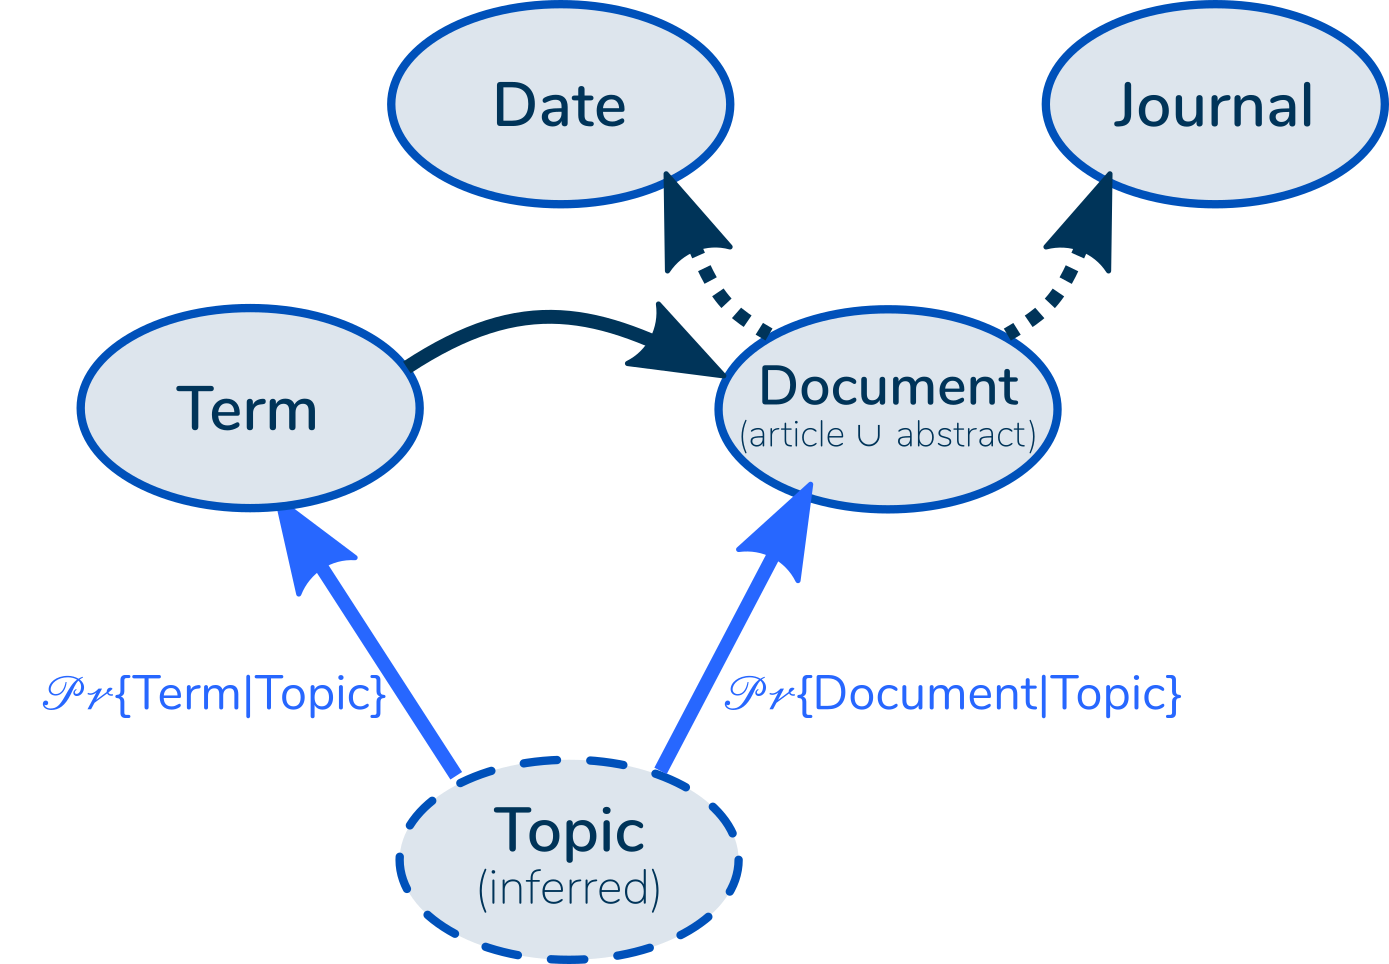 Date
Journal
Term
Document
(article ∪ abstract)
𝒫𝓇{Term|Topic}
𝒫𝓇{Document|Topic}
Topic
(inferred)